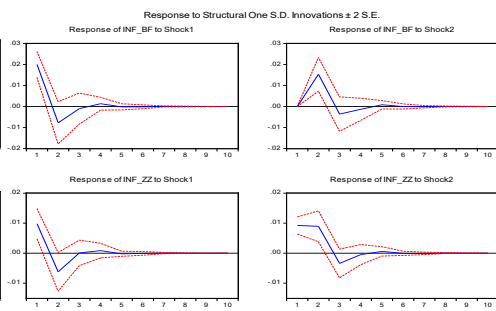 Response to Structural One S.D. Innovations ± 2 S.E.
Response of INF_BF to Shock1
Response of INF_BF to Shock2
.03
.02
.01
.00
-.01
-.02
1 2 3 4 5 6 7 8 9 10
.03
.02
.01
.00
-.01
-.02
1 2 3 4 5 6 7 8 9 10
Response of INF_ZZ to Shock1
Response of INF_ZZ to Shock2
.02
.01
.00
-.01
1 2 3 4 5 6 7 8 9 10
.02
.01
.00
-.01
1 2 3 4 5 6 7 8 9 10